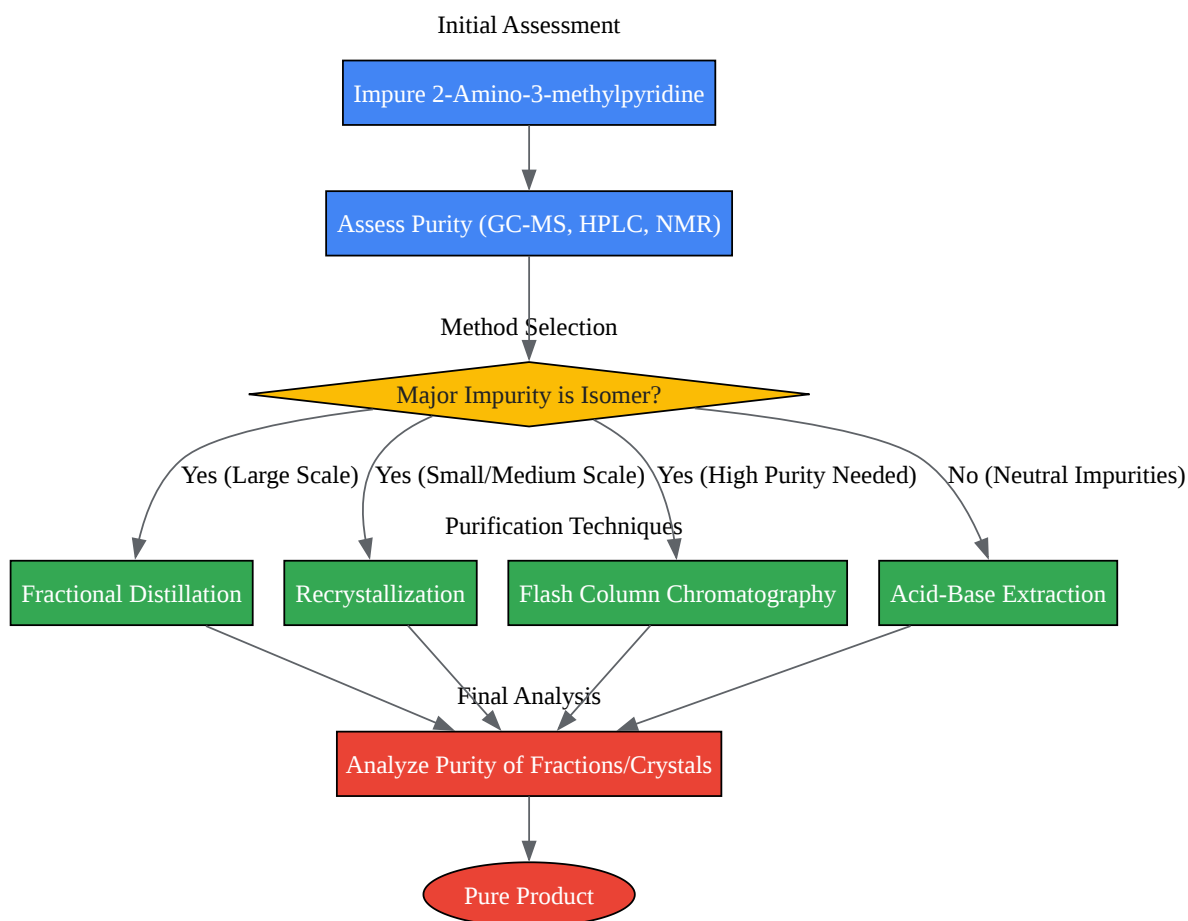 Initial Assessment
Impure 2-Amino-3-methylpyridine
Assess Purity (GC-MS, HPLC, NMR)
Method Selection
Major Impurity is Isomer?
Yes (Large Scale)
Yes (Small/Medium Scale)
Yes (High Purity Needed)
No (Neutral Impurities)
Purification Techniques
Fractional Distillation
Recrystallization
Flash Column Chromatography
Acid-Base Extraction
Final Analysis
Analyze Purity of Fractions/Crystals
Pure Product